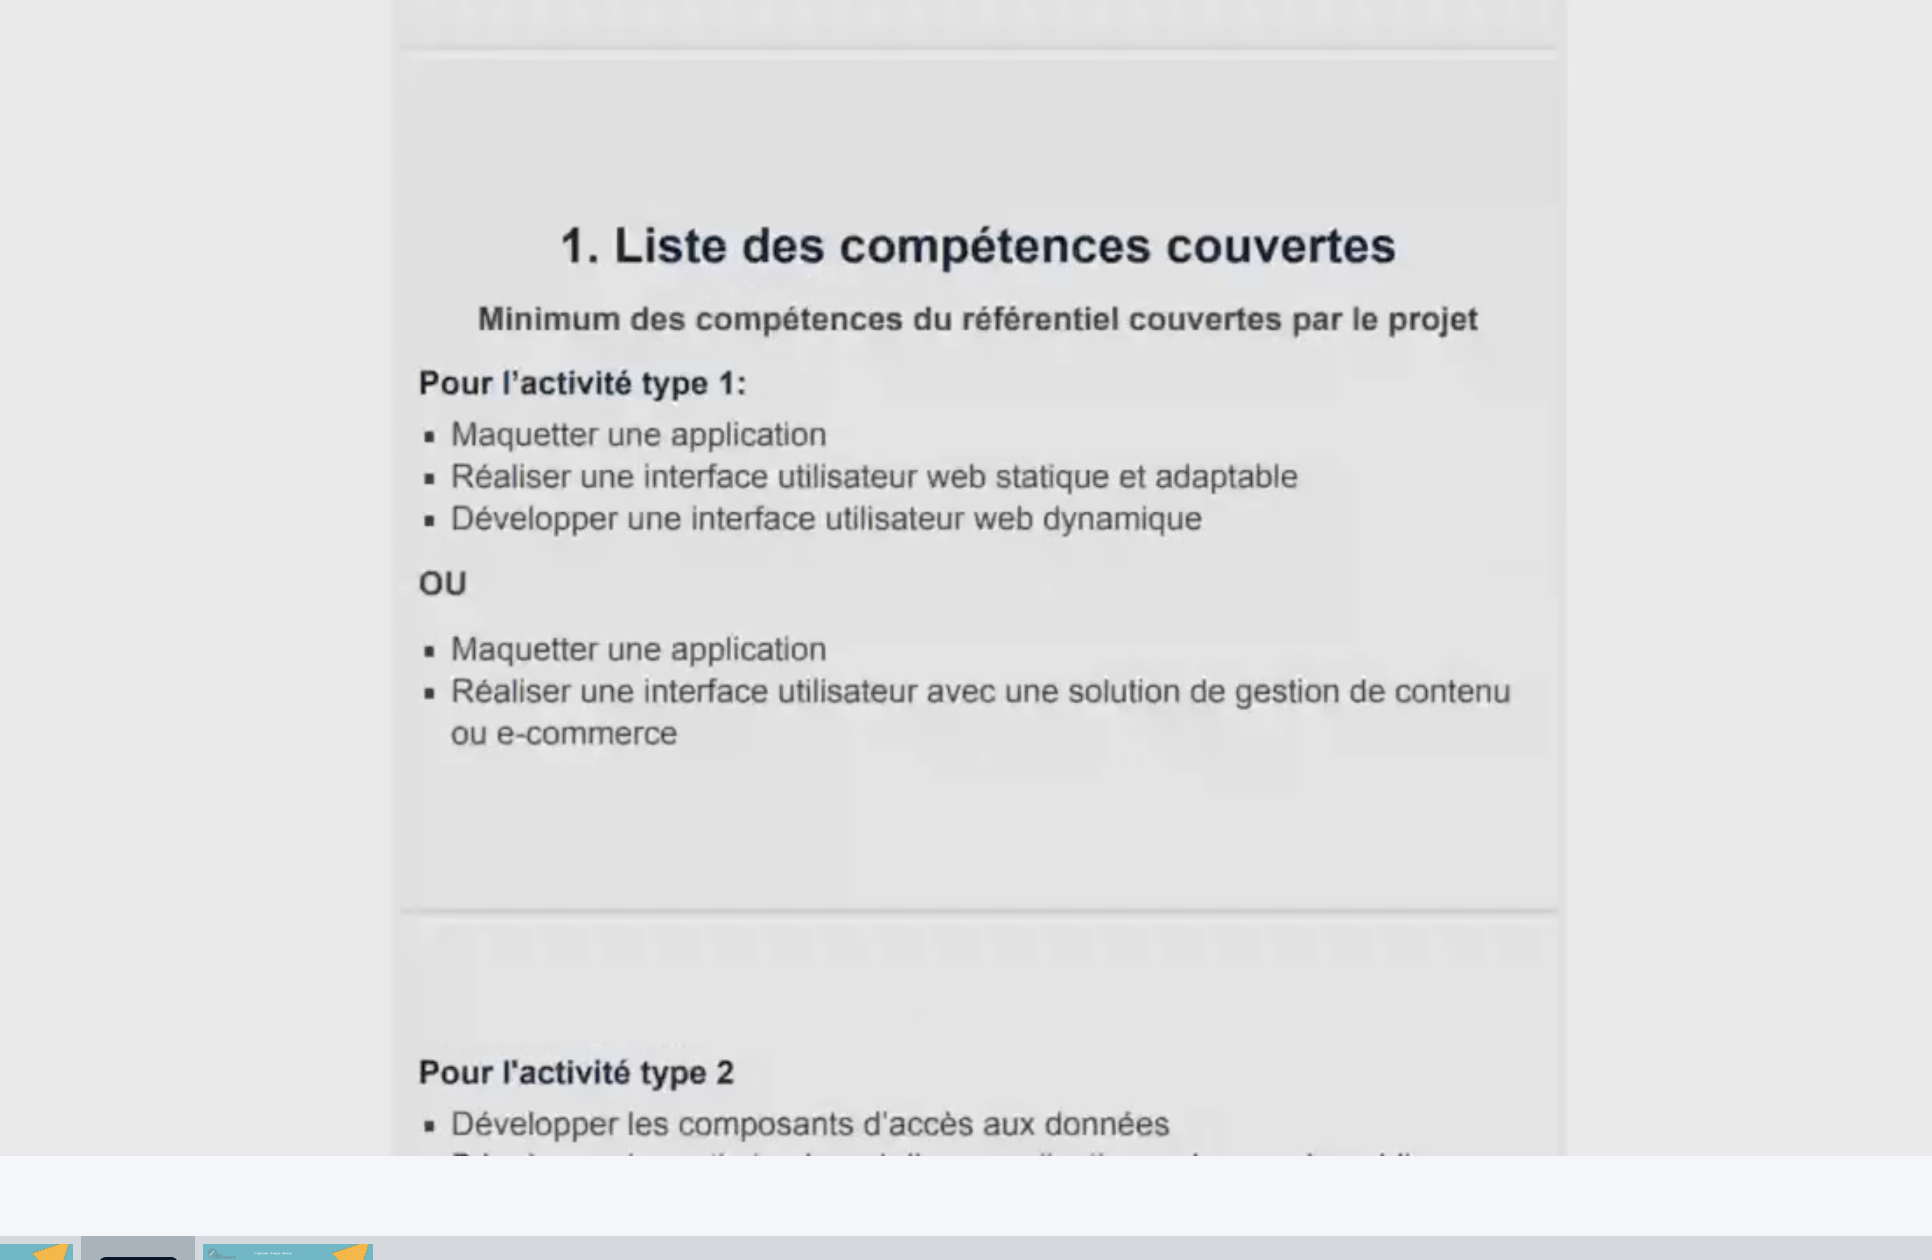 1. Liste des compétences couvertes
Minimum des compétences du référentiel couvertes par le projet
Pour l’activité type 1:
▪ Maquetter une application
▪ Réaliser une interface utilisateur web statique et adaptable
▪ Développer une interface utilisateur web dynamique
OU
▪ Maquetter une application
▪ Réaliser une interface utilisateur avec une solution de gestion de contenu
ou e-commerce
Pour l'activité type 2
▪ Développer les composants d'accès aux données